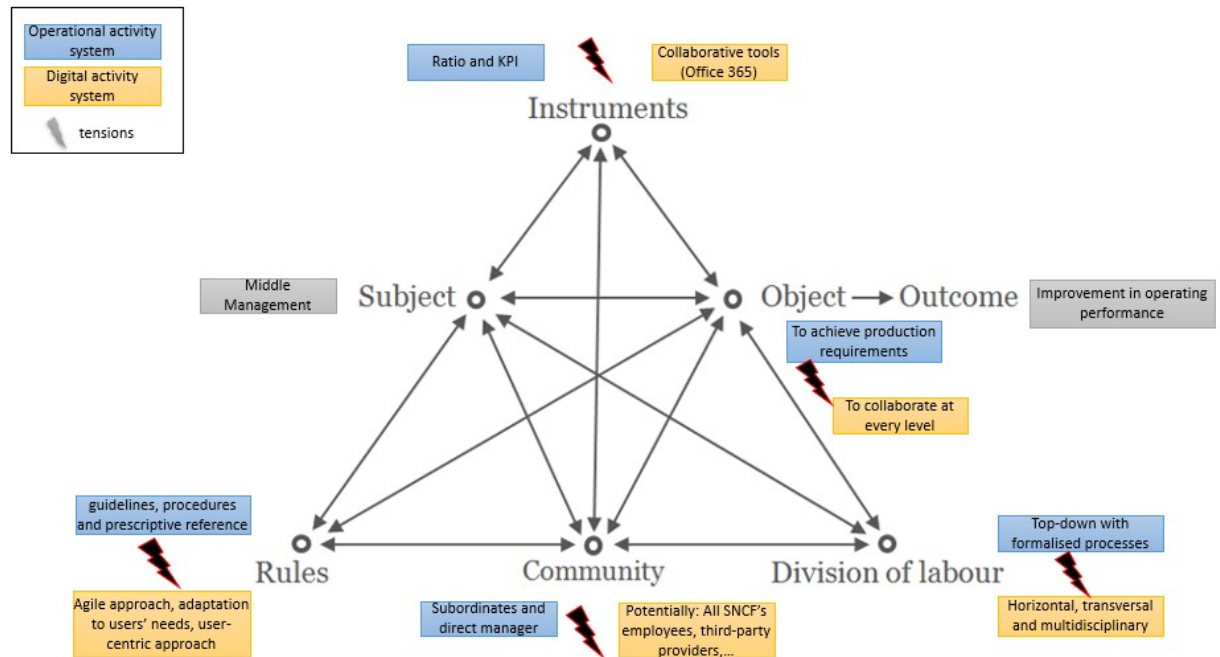 Operational activity
system
Digital activity
system
tensions
Ratio and KPI
Collaborative tools
(Office 365)
Instruments
Middle
Management
Subject
Object
Outcome
Improvement in operating
performance
To achieve production
requirements
To collaborate at
every level
guidelines, procedures
and prescriptive reference
Rules
Agile approach, adaptation
to users’ needs, user-
centric approach
Community
Subordinates and
direct manager
Potentially: All SNCF’s
employees, third-party
providers,...
Division of labour
Top-down with
formalised processes
Horizontal, transversal
and multidisciplinary